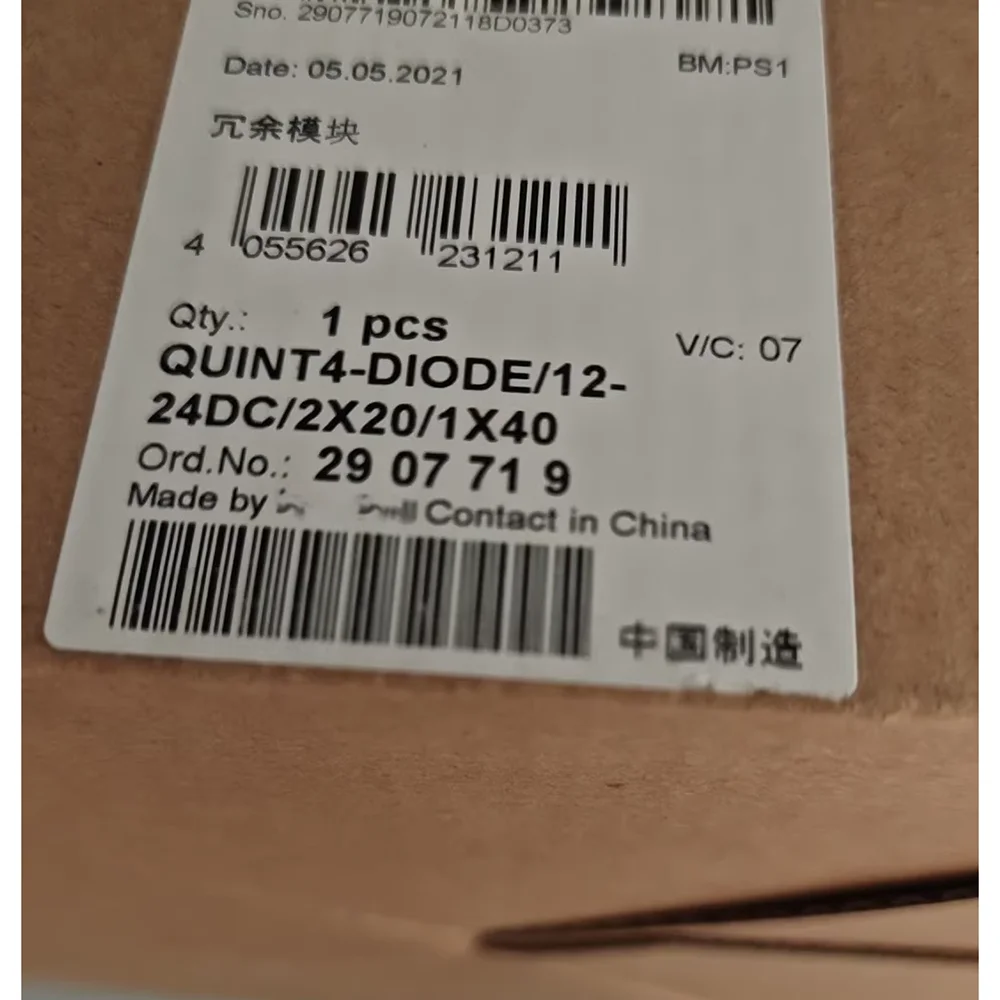 Sno. 2907719072118D0373
Date: 05.05.2021 BM:PS1
冗余模块
4 055626 231211
Qty.: 1 pcs V/C: 07
QUINT4-DIODE/12-
24DC/2X20/1X40
Ord.No.: 29 07 71 9
Made by Contact in China
中国制造